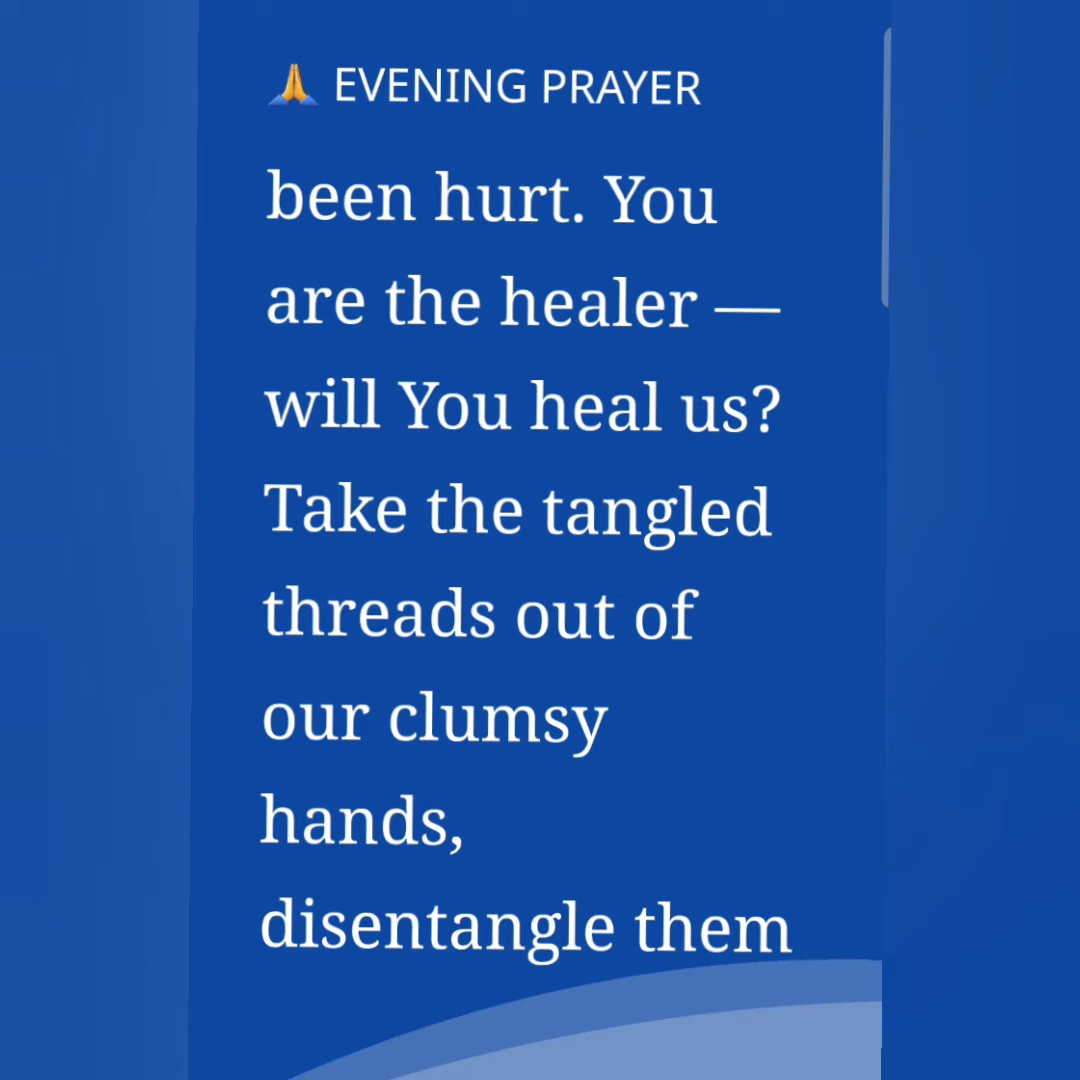 🙏 EVENING PRAYER
been hurt. You
are the healer —
will You heal us?
Take the tangled
threads out of
our clumsy
hands,
disentangle them